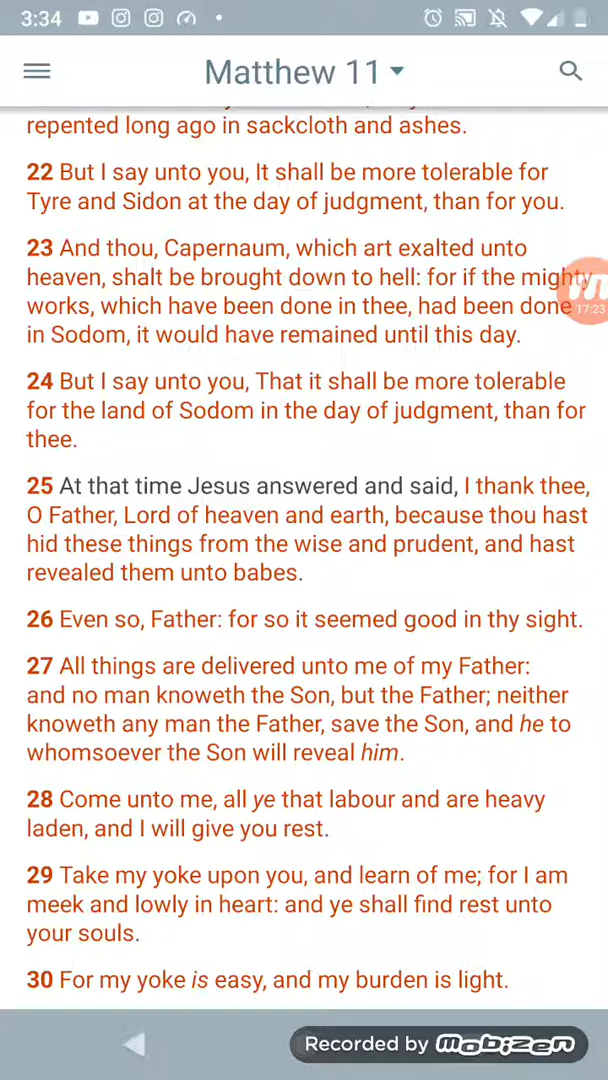 3:34
Matthew 11
repented long ago in sackcloth and ashes.
22 But I say unto you, It shall be more tolerable for
Tyre and Sidon at the day of judgment, than for you.
23 And thou, Capernaum, which art exalted unto
heaven, shalt be brought down to hell: for if the mighty
works, which have been done in thee, had been done
17:23
in Sodom, it would have remained until this day.
24 But I say unto you, That it shall be more tolerable
for the land of Sodom in the day of judgment, than for
thee.
25 At that time Jesus answered and said, I thank thee,
O Father, Lord of heaven and earth, because thou hast
hid these things from the wise and prudent, and hast
revealed them unto babes.
26 Even so, Father: for so it seemed good in thy sight.
27 All things are delivered unto me of my Father:
and no man knoweth the Son, but the Father; neither
knoweth any man the Father, save the Son, and he to
whomsoever the Son will reveal him.
28 Come unto me, all ye that labour and are heavy
laden, and I will give you rest.
29 Take my yoke upon you, and learn of me; for I am
meek and lowly in heart: and ye shall find rest unto
your souls.
30 For my yoke is easy, and my burden is light.
Recorded by mobizen